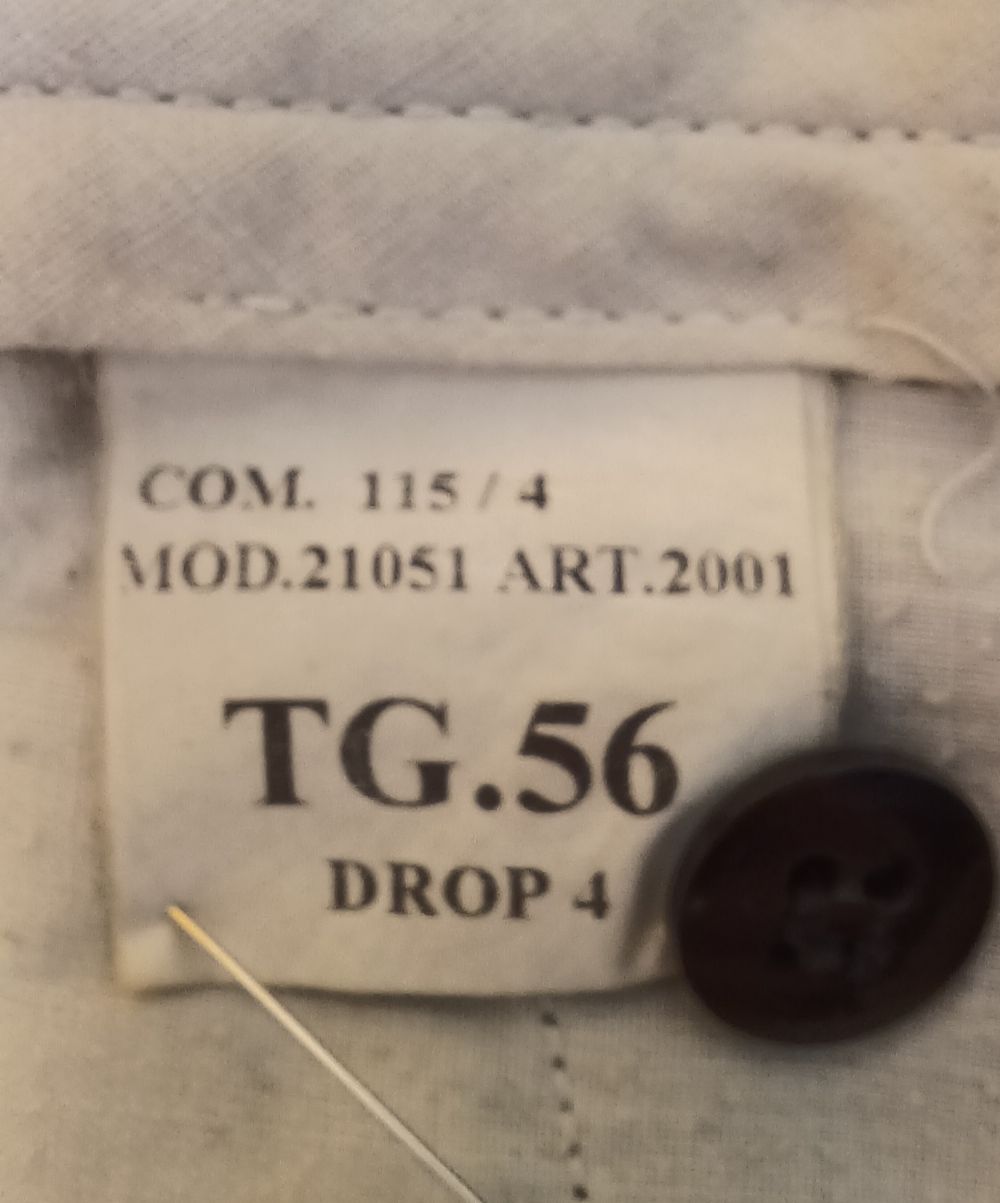 COM. 115 / 4
MOD.21051 ART.2001
TG.56
DROP 4